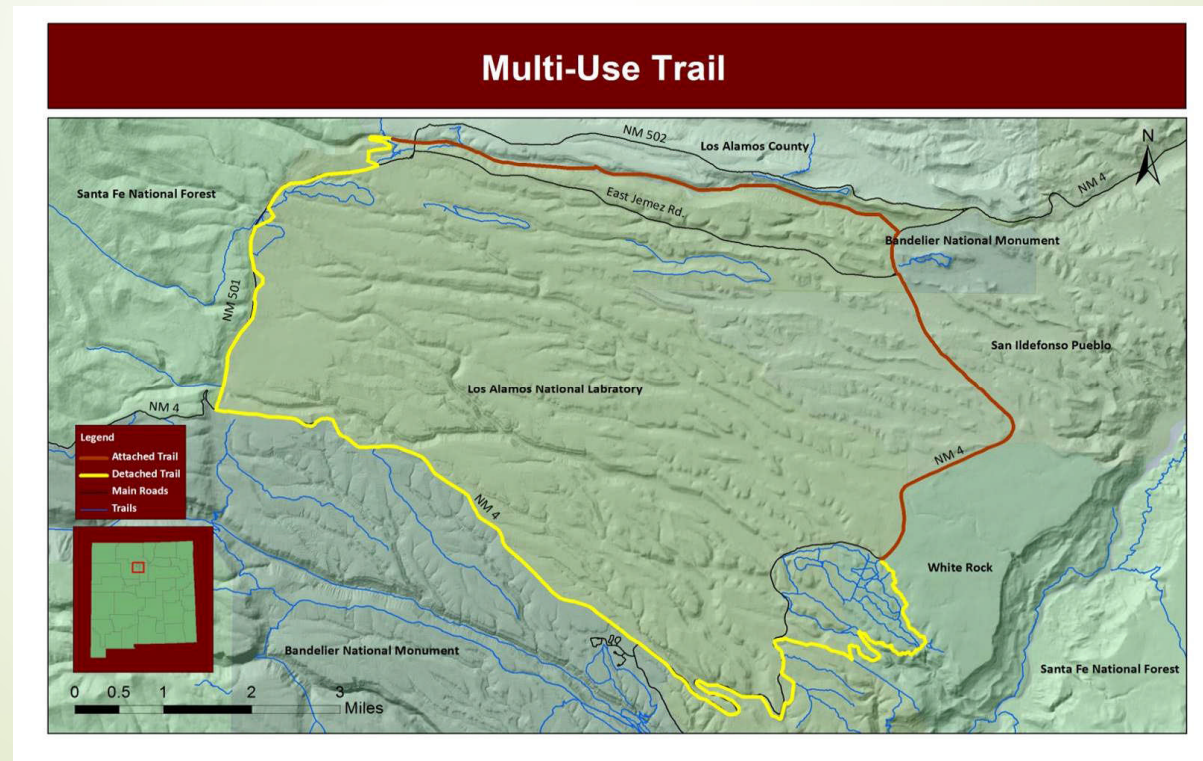 Multi-Use Trail
NM 502
Los Alamos County
N
NM 4
Santa Fe National Forest
East Jemez Rd.
Bandelier National Monument
NM 501
San Ildefonso Pueblo
Los Alamos National Labratory
NM 4
Legend
Attached Trail
Detached Trail
Main Roads
Trails
NM 4
NM 4
White Rock
Bandelier National Monument
Santa Fe National Forest
0 0.5 1 2 3
Miles